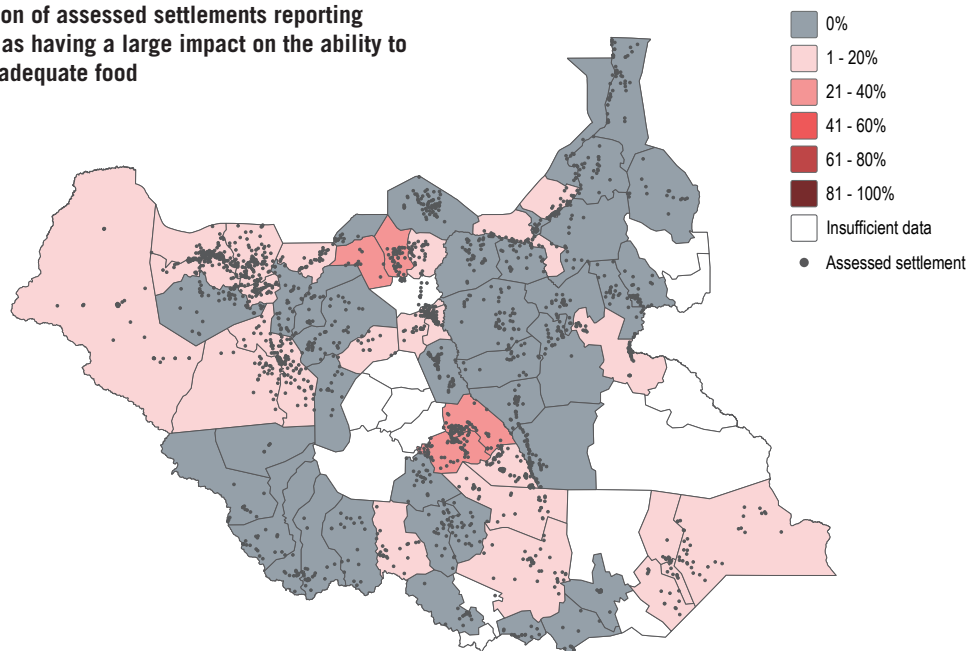 on of assessed settlements reporting
as having a large impact on the ability to
adequate food
0%
1 - 20%
21 - 40%
41 - 60%
61 - 80%
81 - 100%
Insufficient data
Assessed settlement